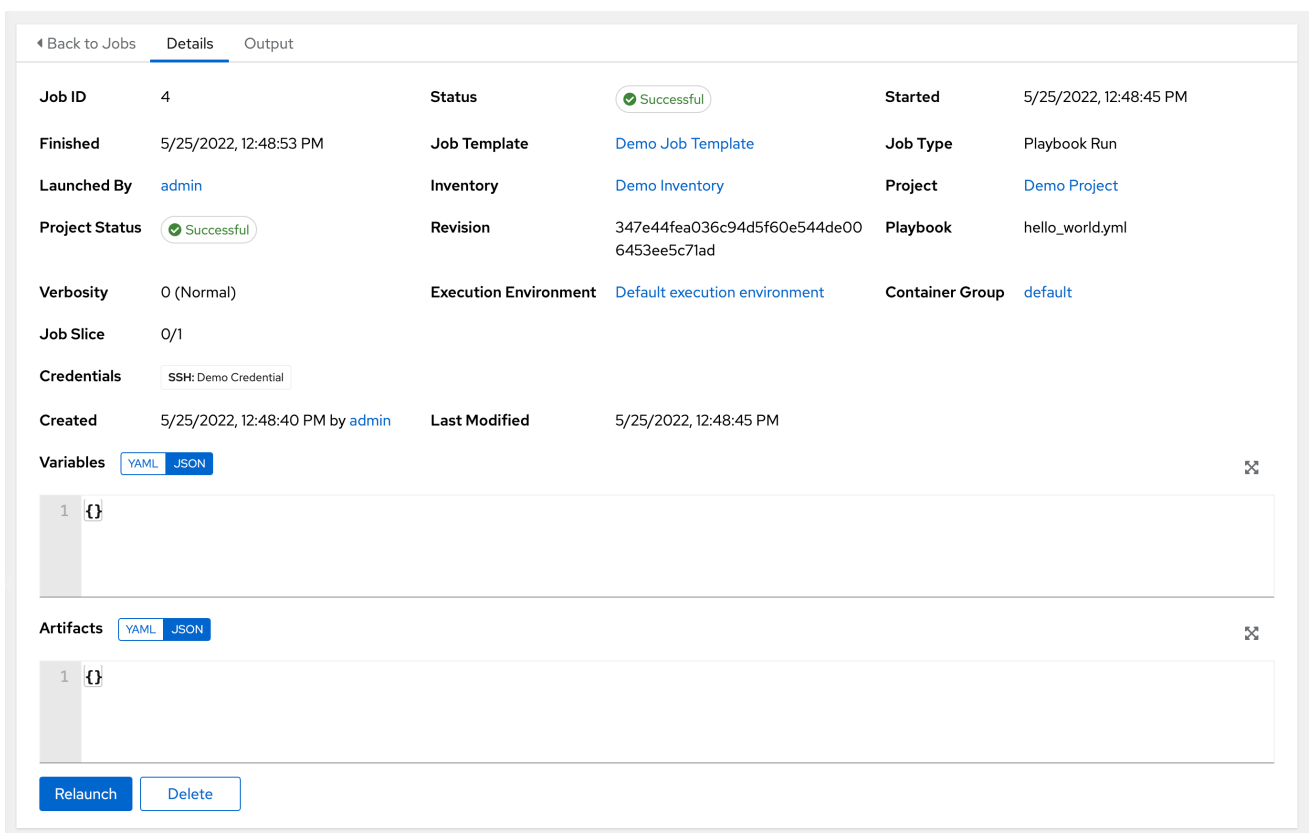 Back to Jobs Details Output
Job ID 4 Status Successful Started 5/25/2022, 12:48:45 PM
Finished 5/25/2022, 12:48:53 PM Job Template Demo Job Template Job Type Playbook Run
Launched By admin Inventory Demo Inventory Project Demo Project
Project Status Successful Revision 347e44fea036c94d5f60e544de00 Playbook hello_world.yml
6453ee5c71ad
Verbosity 0 (Normal) Execution Environment Default execution environment Container Group default
Job Slice 0/1
Credentials SSH: Demo Credential
Created 5/25/2022, 12:48:40 PM by admin Last Modified 5/25/2022, 12:48:45 PM
Variables YAML JSON
1 {}
Artifacts YAML JSON
1 {}
Relaunch Delete